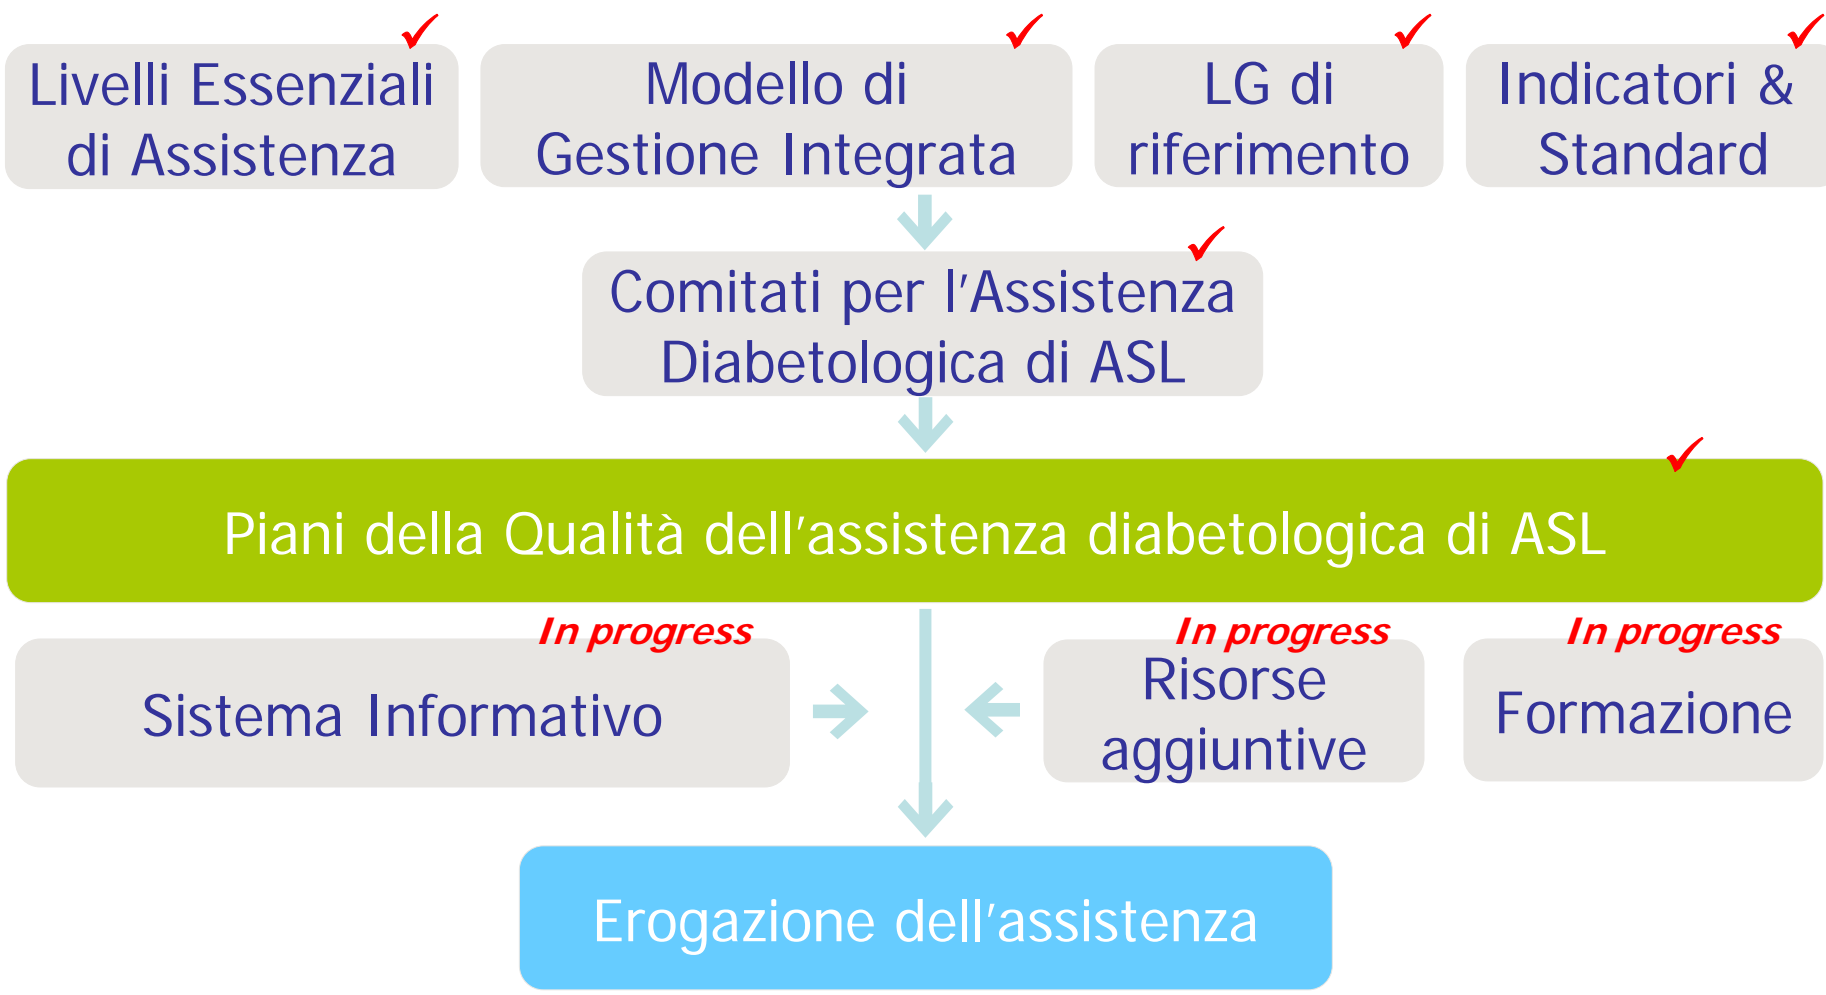 Livelli Essenziali
di Assistenza
Modello di
Gestione Integrata
LG di
riferimento
Indicatori &
Standard
Comitati per l'Assistenza
Diabetologica di ASL
Piani della Qualità dell'assistenza diabetologica di ASL
In progress
Sistema Informativo
In progress
Risorse
aggiuntive
In progress
Formazione
Erogazione dell'assistenza